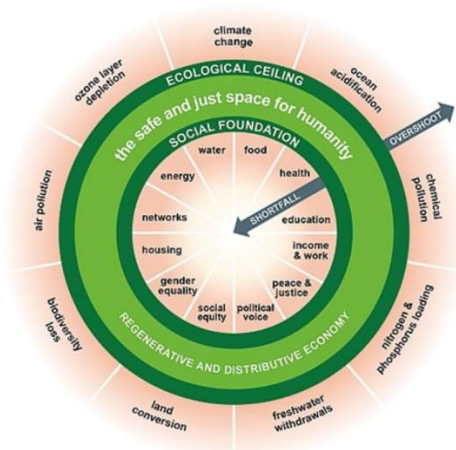 climate
change
ocean
acidification
OVERSHOOT
chemical
pollution
nitrogen &
phosphorus loading
freshwater
withdrawals
land
conversion
biodiversity
loss
air pollution
ozone layer
depletion
ECOLOGICAL CEILING
the safe and just space for humanity
SOCIAL FOUNDATION
water
food
health
SHORTFALL
education
income
& work
peace &
justice
political
voice
social
equity
gender
equality
housing
networks
energy
REGENERATIVE AND DISTRIBUTIVE ECONOMY